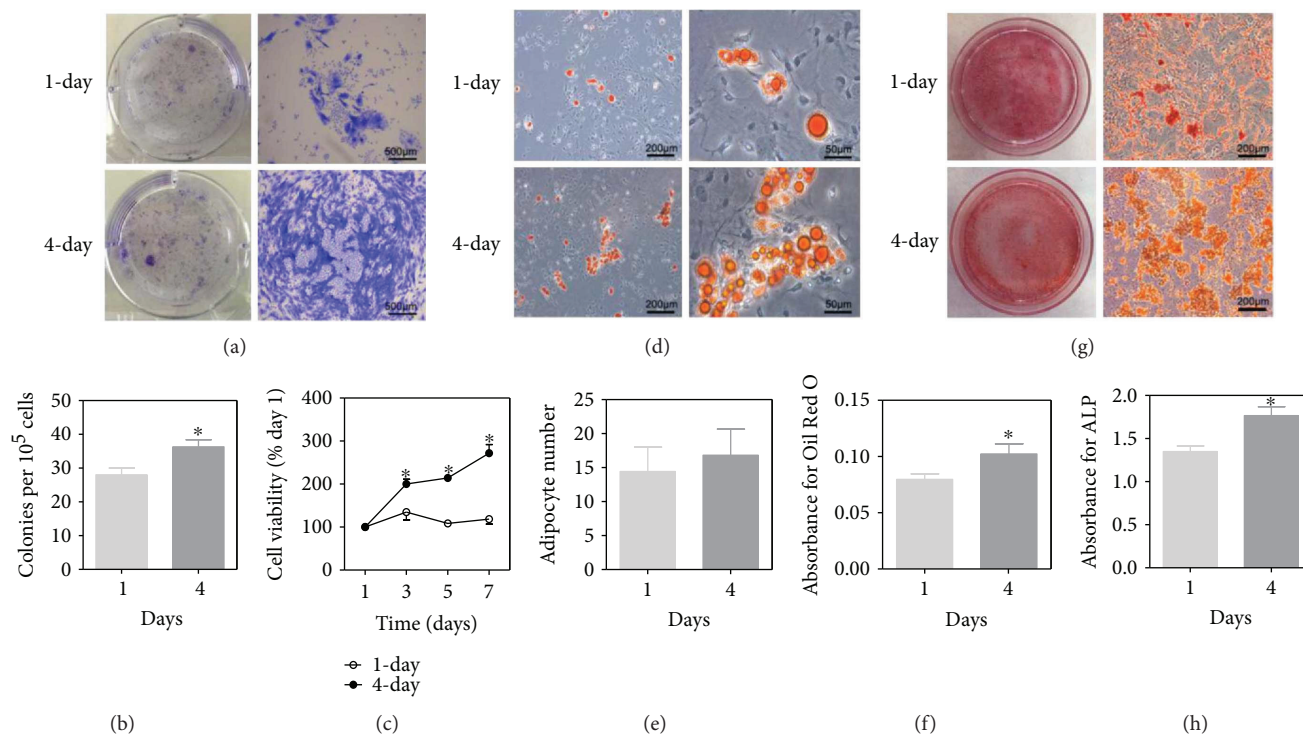 1-day
500μm
4-day
500μm
(a)
1-day
200μm
50μm
4-day
200μm
50μm
(d)
1-day
200μm
4-day
200μm
(g)
Colonies per 10⁵ cells
50
40
30
20
10
0
*
1
4
Days
(b)
Cell viability (% day 1)
400
300
200
100
0
*
*
*
1
3
5
7
Time (days)
1-day
4-day
(c)
Adipocyte number
25
20
15
10
5
0
1
4
Days
(e)
Absorbance for Oil Red O
0.15
0.10
0.05
0.00
*
1
4
Days
(f)
Absorbance for ALP
2.0
1.5
1.0
0.5
0.0
*
1
4
Days
(h)